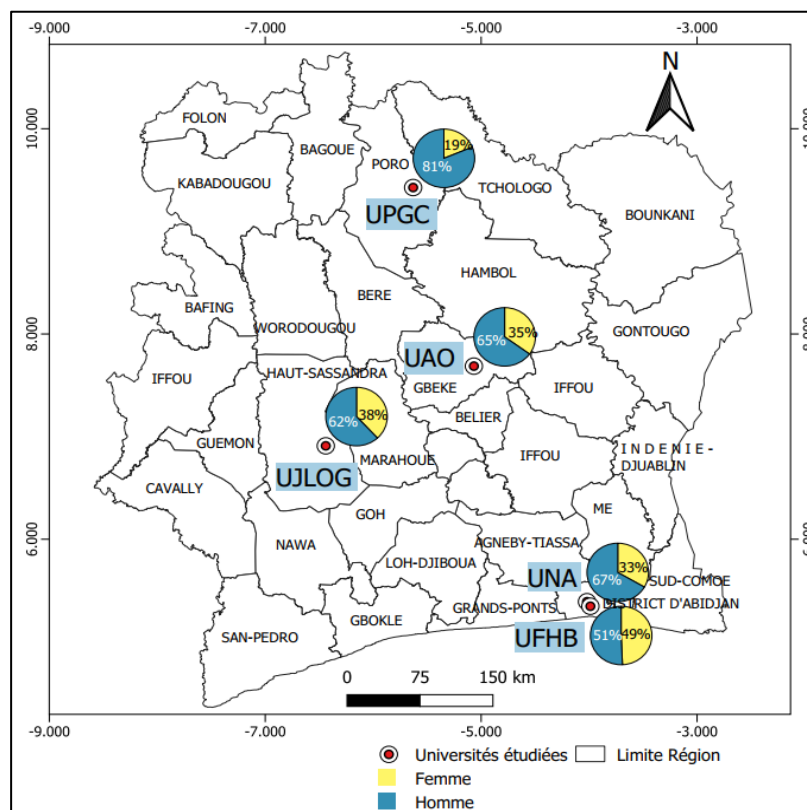 -9.000 -7.000 -5.000 -3.000
N
10.000
FOLON
BAGOUE
PORO
19%
81%
KABADOUGOU
TCHOLOGO
UPGC
BOUNKANI
HAMBOL
BERE
BAFING
WORODOUGOU
8.000
35%
65%
GONTOUGO
UAO
IFFOU
HAUT-SASSANDRA
GBEKE
IFFOU
38%
62%
BELIER
GUEMON
MARAHOUE
IFFOU
INDENIE-
DJUABLIN
UJLOG
CAVALLY
GOH
ME
6.000
NAWA
AGNEBY-TIASSA
LOH-DJIBOUA
UNA
33%
67%
SUD-COMOE
DISTRICT D'ABIDJAN
GRANDS-PONTS
GBOKLE
SAN-PEDRO
UFHB
51%
49%
0 75 150 km
-9.000 -7.000 -5.000 -3.000
Universités étudiées Limite Région
Femme
Homme